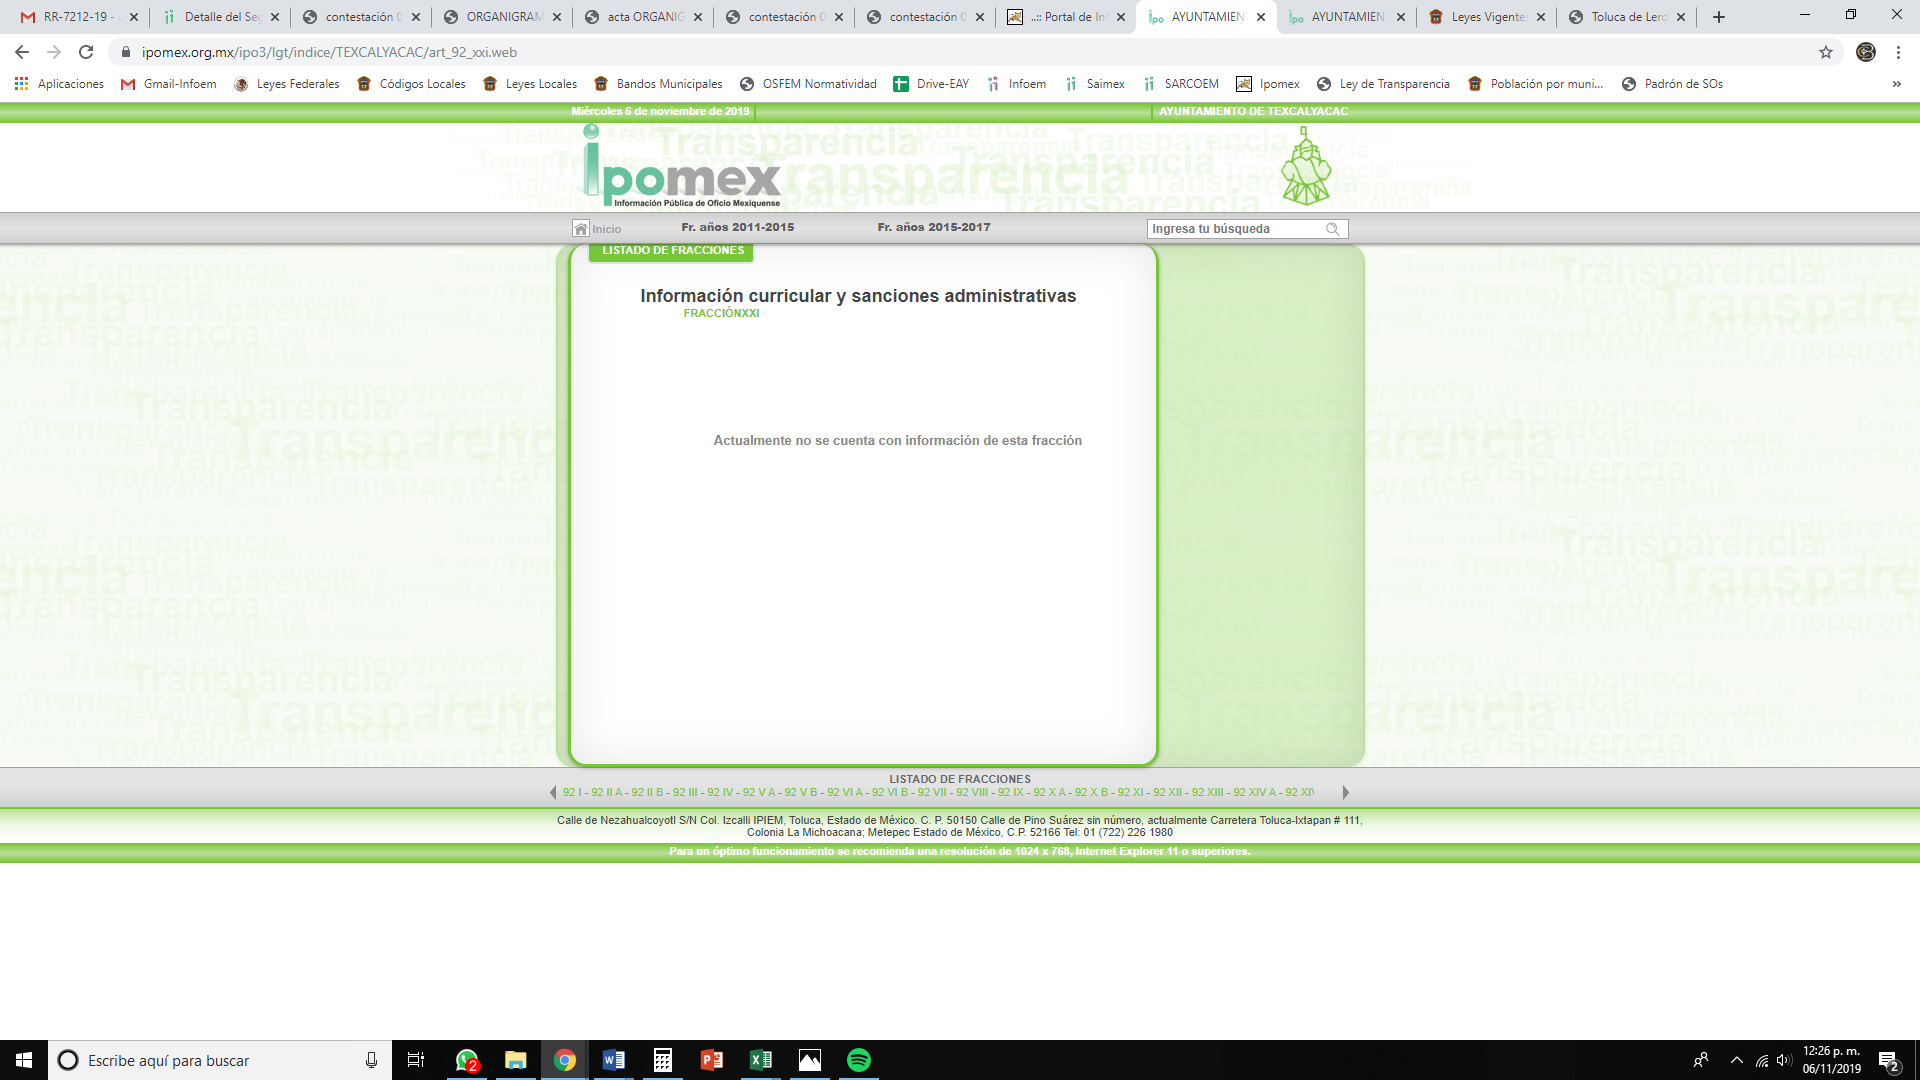 RR-7212-19 -
Detalle del Seg
contestación 0
ORGANIGRAM
acta ORGANIG
contestación 0
contestación 0
..:: Portal de In
AYUNTAMIEN
AYUNTAMIENT
Leyes Vigente
Toluca de Lerd
ipomex.org.mx/ipo3/lgt/indice/TEXCALYACAC/art_92_xxi.web
Aplicaciones
Gmail-Infoem
Leyes Federales
Códigos Locales
Leyes Locales
Bandos Municipales
OSFEM Normatividad
Drive-EAY
Infoem
Saimex
SARCOEM
Ipomex
Ley de Transparencia
Población por muni...
Padrón de SOs
»
Miércoles 6 de noviembre de 2019
AYUNTAMIENTO DE TEXCALYACAC
ipomex
Información Pública de Oficio Mexiquense
Inicio
Fr. años 2011-2015
Fr. años 2015-2017
Ingresa tu búsqueda
LISTADO DE FRACCIONES
Información curricular y sanciones administrativas
FRACCIÓNXXI
Actualmente no se cuenta con información de esta fracción
LISTADO DE FRACCIONES
92 I - 92 II A - 92 II B - 92 III - 92 IV - 92 V A - 92 V B - 92 VI A - 92 VI B - 92 VII - 92 VIII - 92 IX - 92 X A - 92 X B - 92 XI - 92 XII - 92 XIII - 92 XIV A - 92 XIV
Calle de Nezahualcoyotl S/N Col. Izcalli IPIEM, Toluca, Estado de México. C. P. 50150 Calle de Pino Suárez sin número, actualmente Carretera Toluca-Ixtapan # 111,
Colonia La Michoacana; Metepec Estado de México, C.P. 52166 Tel: 01 (722) 226 1980
Para un óptimo funcionamiento se recomienda una resolución de 1024 x 768, Internet Explorer 11 o superiores.
Escribe aquí para buscar
2
12:26 p. m.
06/11/2019
2